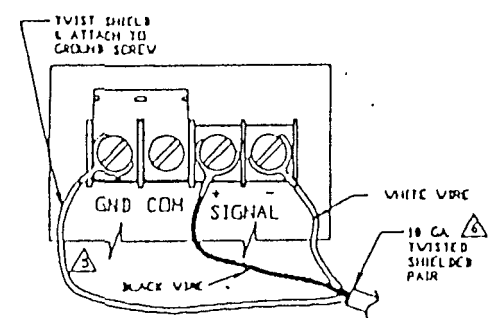 TWIST SHIELD
& ATTACH TO
GROUND SCREW
GND COM
+ -
SIGNAL
WHITE WIRE
3
BLACK WIRE
18 GA. 6
TWISTED
SHIELDED
PAIR